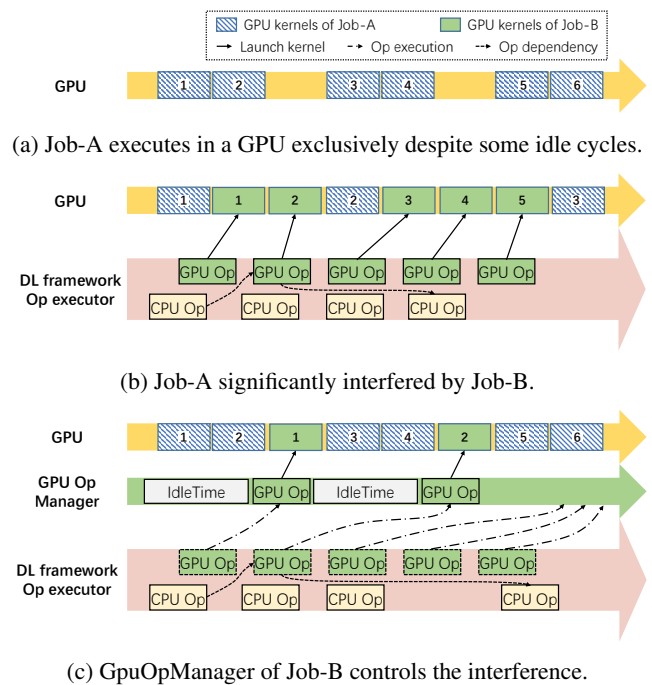 GPU kernels of Job-A GPU kernels of Job-B
Launch kernel Op execution Op dependency
GPU 1 2 3 4 5 6
(a) Job-A executes in a GPU exclusively despite some idle cycles.
GPU 1 1 2 2 3 4 5 3
DL framework
Op executor
GPU Op GPU Op GPU Op GPU Op GPU Op
CPU Op CPU Op CPU Op CPU Op
(b) Job-A significantly interfered by Job-B.
GPU 1 2 1 3 4 2 5 6
GPU Op
Manager
IdleTime GPU Op IdleTime GPU Op
DL framework
Op executor
GPU Op GPU Op GPU Op GPU Op GPU Op
CPU Op CPU Op CPU Op CPU Op
(c) GpuOpManager of Job-B controls the interference.